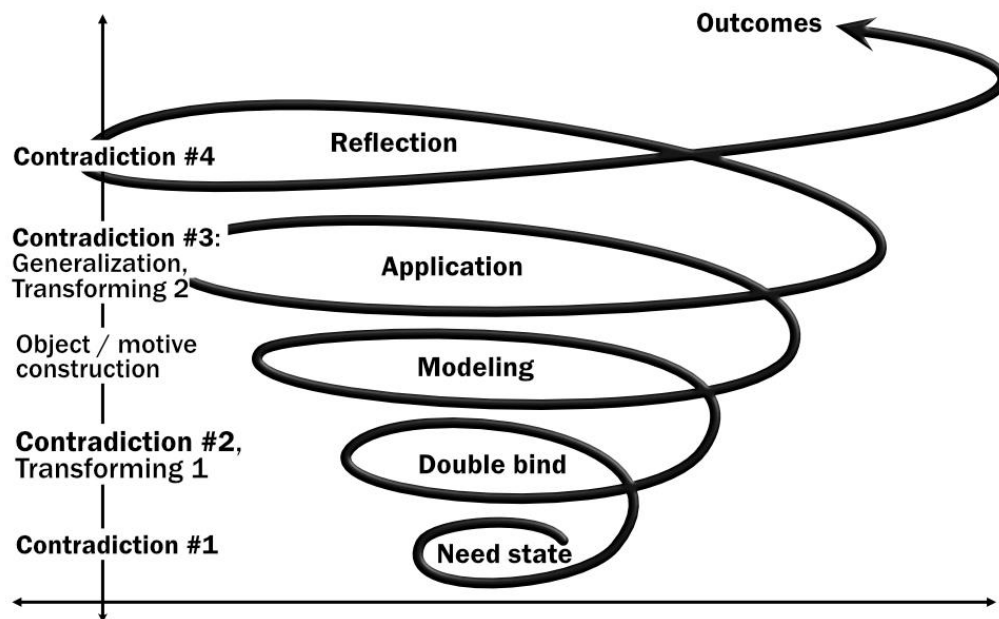 Outcomes
Reflection
Contradiction #4
Contradiction #3:
Generalization,
Transforming 2
Application
Object / motive
construction
Modeling
Contradiction #2,
Transforming 1
Double bind
Contradiction #1
Need state